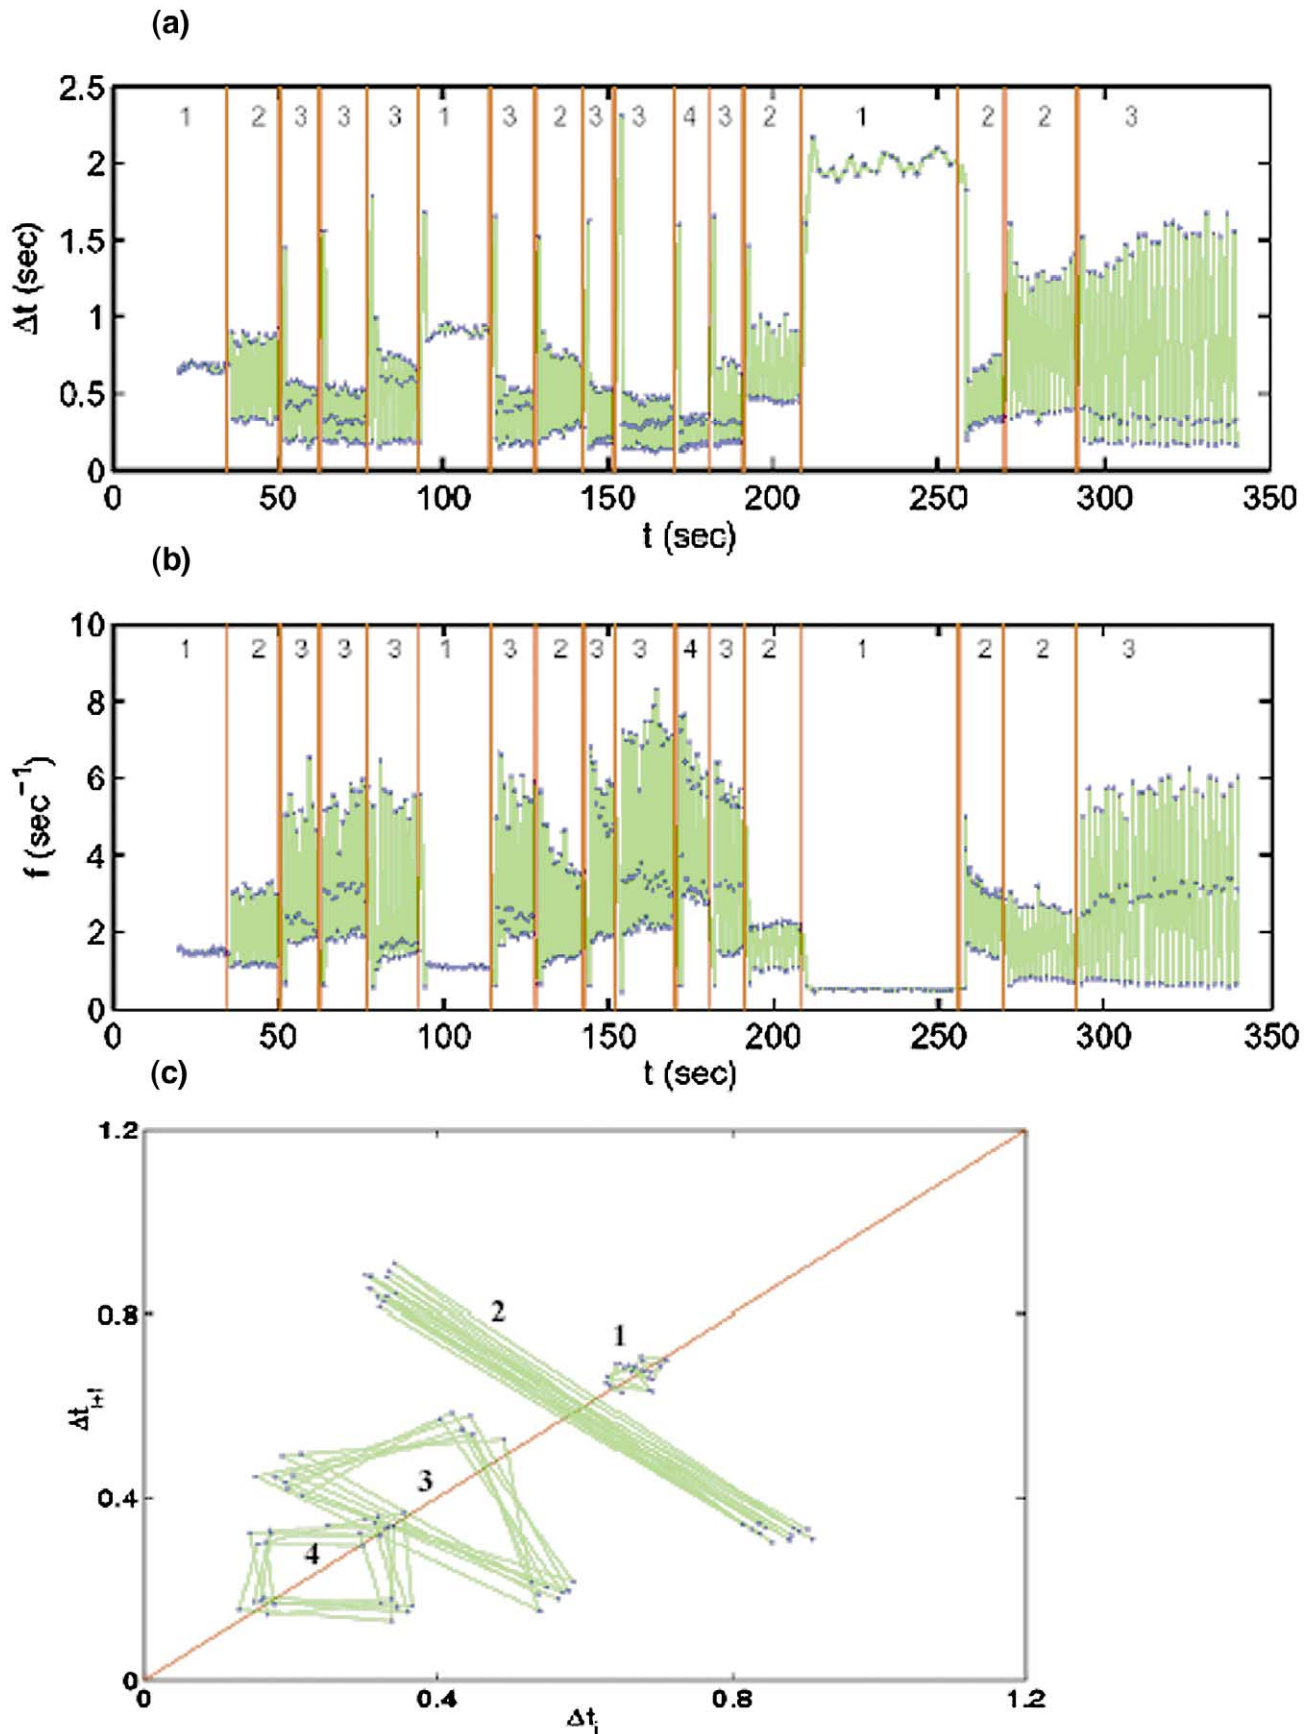 (a)
2.5
1 2 3 3 3 1 3 2 3 3 4 3 2 1 2 2 3
2
1.5
1
0.5
0
Δt (sec)
0 50 100 150 200 250 300 350
t (sec)
(b)
10
1 2 3 3 3 1 3 2 3 3 4 3 2 1 2 2 3
8
6
4
2
0
f (sec⁻¹)
0 50 100 150 200 250 300 350
t (sec)
(c)
1.2
0.8
0.4
0
Δt i+1
2
1
3
4
0 0.4 0.8 1.2
Δt i